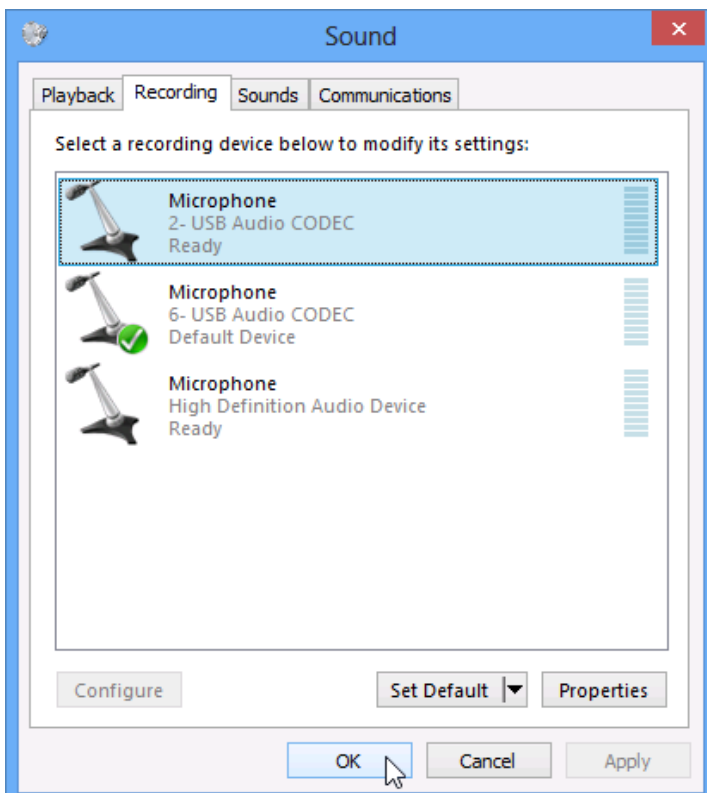 Sound
Playback Recording Sounds Communications
Select a recording device below to modify its settings:
Microphone
2- USB Audio CODEC
Ready
Microphone
6- USB Audio CODEC
Default Device
Microphone
High Definition Audio Device
Ready
Configure Set Default Properties
OK Cancel Apply